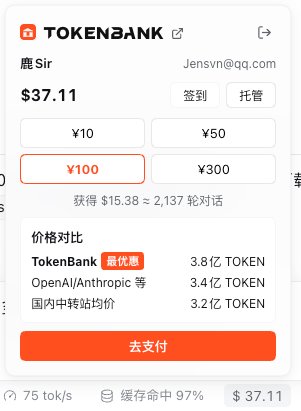 TOKENBANK
鹿 Sir Jensvn@qq.com
$37.11 签到 托管
¥10 ¥50
¥100 ¥300
获得 $15.38 ≈ 2,137 轮对话
价格对比
TokenBank 最优惠 3.8亿 TOKEN
OpenAI/Anthropic 等 3.4亿 TOKEN
国内中转站均价 3.2亿 TOKEN
去支付
75 tok/s 缓存命中 97% $ 37.11